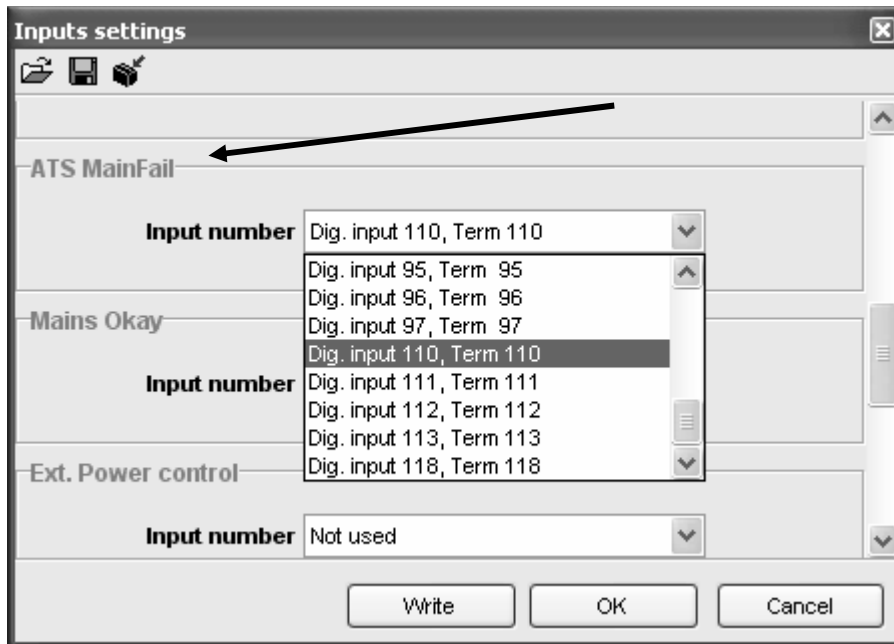 Inputs settings
ATS MainFail
Input number Dig. input 110, Term 110
Dig. input 95, Term 95
Dig. input 96, Term 96
Dig. input 97, Term 97
Mains Okay
Dig. input 110, Term 110
Input number Dig. input 111, Term 111
Dig. input 112, Term 112
Dig. input 113, Term 113
Dig. input 118, Term 118
Ext. Power control
Input number Not used
Write OK Cancel